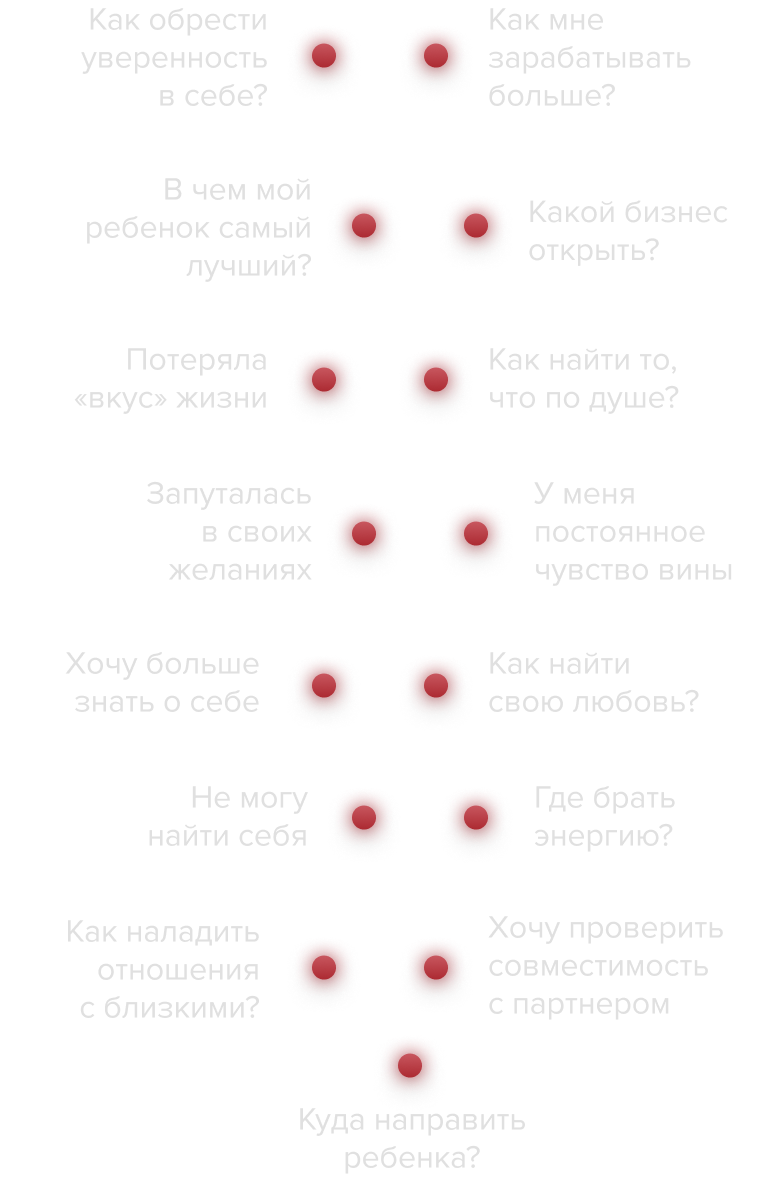 Как обрести
уверенность
в себе?
Как мне
зарабатывать
больше?
В чем мой
ребенок самый
лучший?
Какой бизнес
открыть?
Потеряла
«вкус» жизни
Как найти то,
что по душе?
Запуталась
в своих
желаниях
У меня
постоянное
чувство вины
Хочу больше
знать о себе
Как найти
свою любовь?
Не могу
найти себя
Где брать
энергию?
Как наладить
отношения
с близкими?
Хочу проверить
совместимость
с партнером
Куда направить
ребенка?